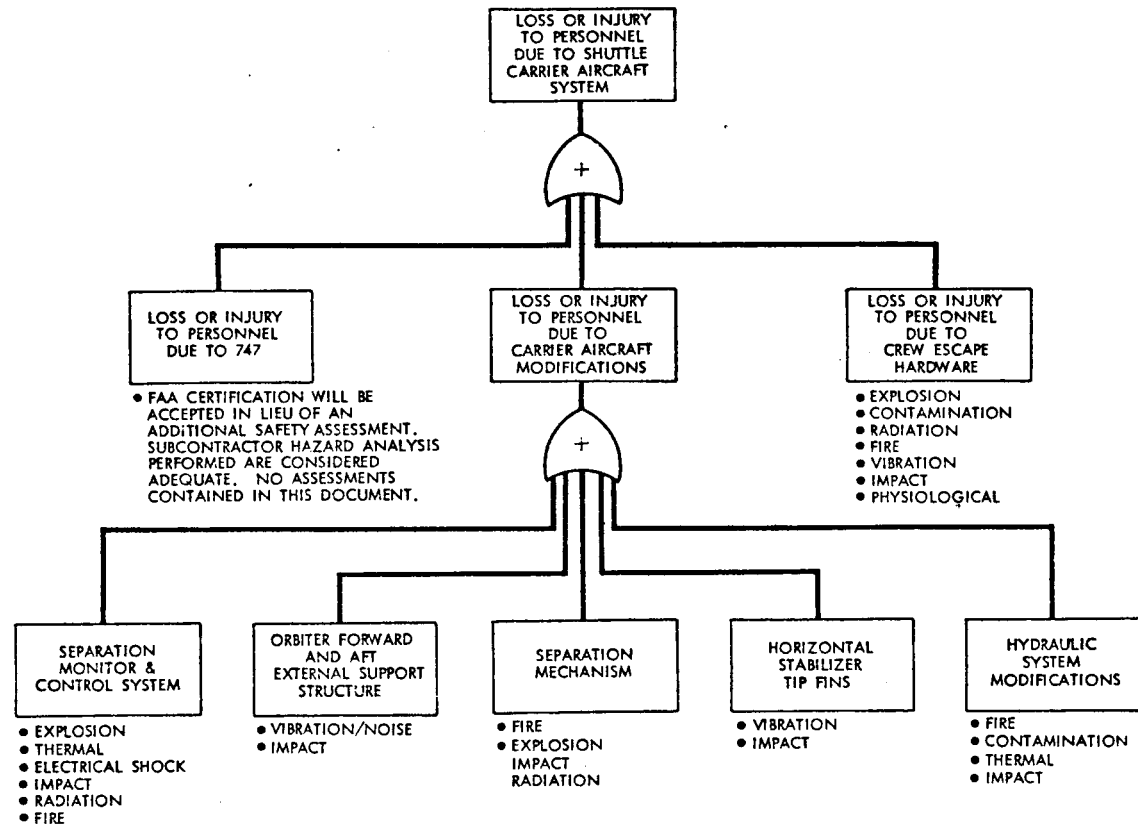 LOSS OR INJURY
TO PERSONNEL
DUE TO SHUTTLE
CARRIER AIRCRAFT
SYSTEM
+
LOSS OR INJURY
TO PERSONNEL
DUE TO 747
• FAA CERTIFICATION WILL BE
ACCEPTED IN LIEU OF AN
ADDITIONAL SAFETY ASSESSMENT.
SUBCONTRACTOR HAZARD ANALYSIS
PERFORMED ARE CONSIDERED
ADEQUATE. NO ASSESSMENTS
CONTAINED IN THIS DOCUMENT.
LOSS OR INJURY
TO PERSONNEL
DUE TO
CARRIER AIRCRAFT
MODIFICATIONS
LOSS OR INJURY
TO PERSONNEL
DUE TO
CREW ESCAPE
HARDWARE
• EXPLOSION
• CONTAMINATION
• RADIATION
• FIRE
• VIBRATION
• IMPACT
• PHYSIOLOGICAL
+
SEPARATION
MONITOR &
CONTROL SYSTEM
• EXPLOSION
• THERMAL
• ELECTRICAL SHOCK
• IMPACT
• RADIATION
• FIRE
ORBITER FORWARD
AND AFT
EXTERNAL SUPPORT
STRUCTURE
• VIBRATION/NOISE
• IMPACT
SEPARATION
MECHANISM
• FIRE
• EXPLOSION
IMPACT
RADIATION
HORIZONTAL
STABILIZER
TIP FINS
• VIBRATION
• IMPACT
HYDRAULIC
SYSTEM
MODIFICATIONS
• FIRE
• CONTAMINATION
• THERMAL
• IMPACT